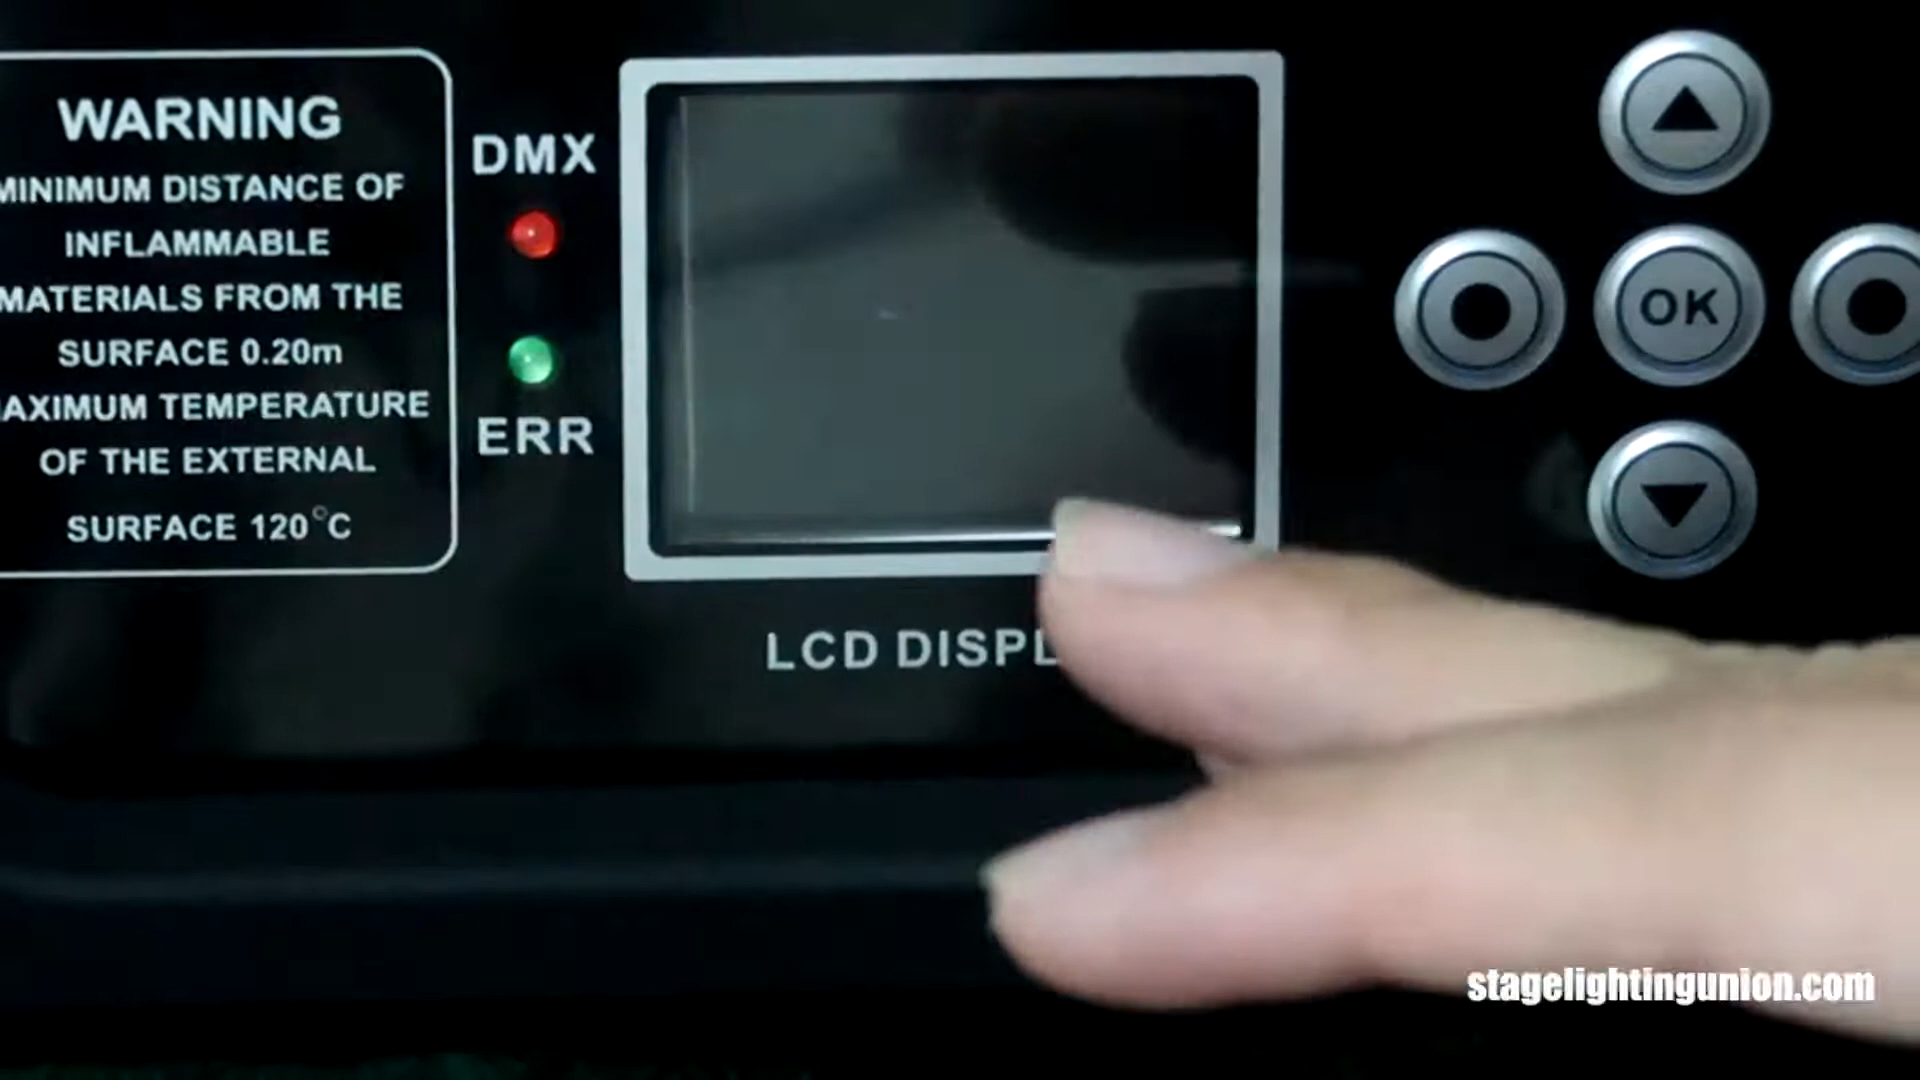 WARNING
MINIMUM DISTANCE OF
INFLAMMABLE
MATERIALS FROM THE
SURFACE 0.20m
AXIMUM TEMPERATURE
OF THE EXTERNAL
SURFACE 120°C
DMX
ERR
LCD DISPL
OK
stagelightingunion.com